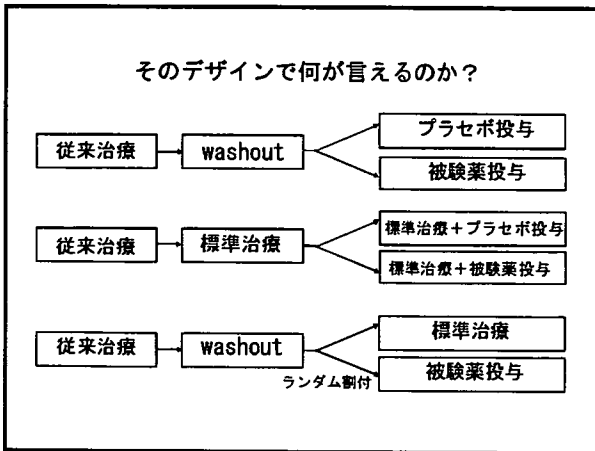 そのデザインで何が言えるのか？
従来治療
washout
プラセボ投与
被験薬投与
従来治療
標準治療
標準治療＋プラセボ投与
標準治療＋被験薬投与
従来治療
washout
ランダム割付
標準治療
被験薬投与